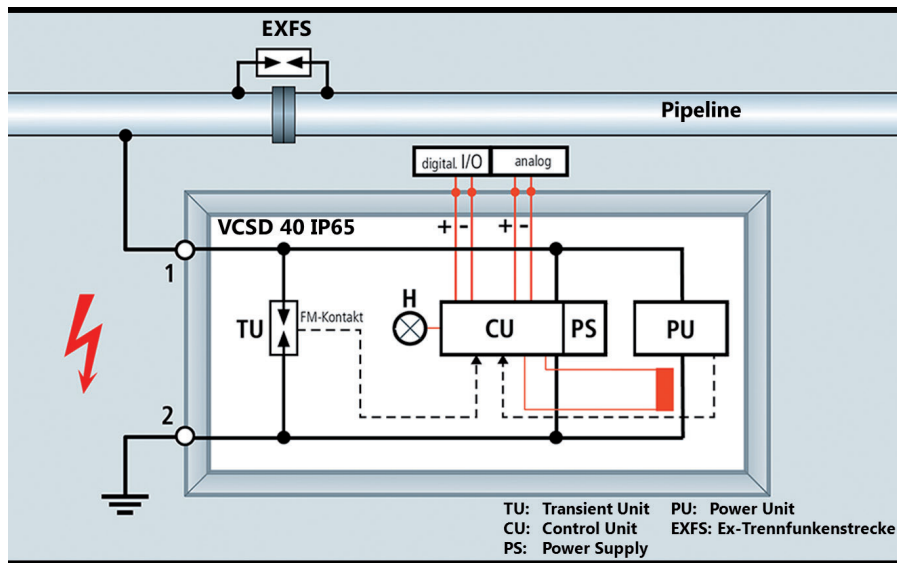 EXFS
Pipeline
digital. I/O
analog
VCSD 40 IP65
+ -
+ -
1
H
TU
FM-Kontakt
CU
PS
PU
2
TU: Transient Unit
PU: Power Unit
CU: Control Unit
EXFS: Ex-Trennfunkenstrecke
PS: Power Supply